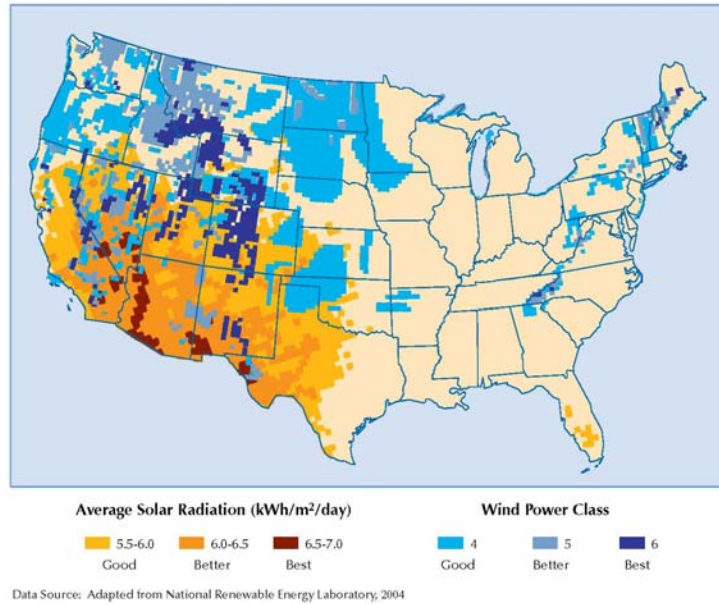 Average Solar Radiation (kWh/m²/day)
Wind Power Class
5.5-6.0
6.0-6.5
6.5-7.0
4
5
6
Good
Better
Best
Good
Better
Best
Data Source: Adapted from National Renewable Energy Laboratory, 2004